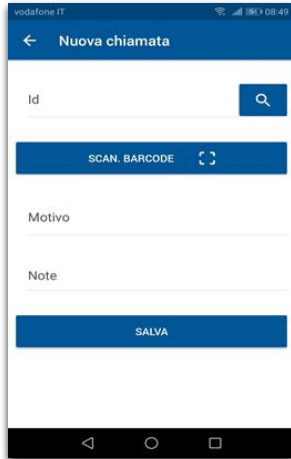 vodafone IT 08:49
Nuova chiamata
Id
SCAN. BARCODE
Motivo
Note
SALVA